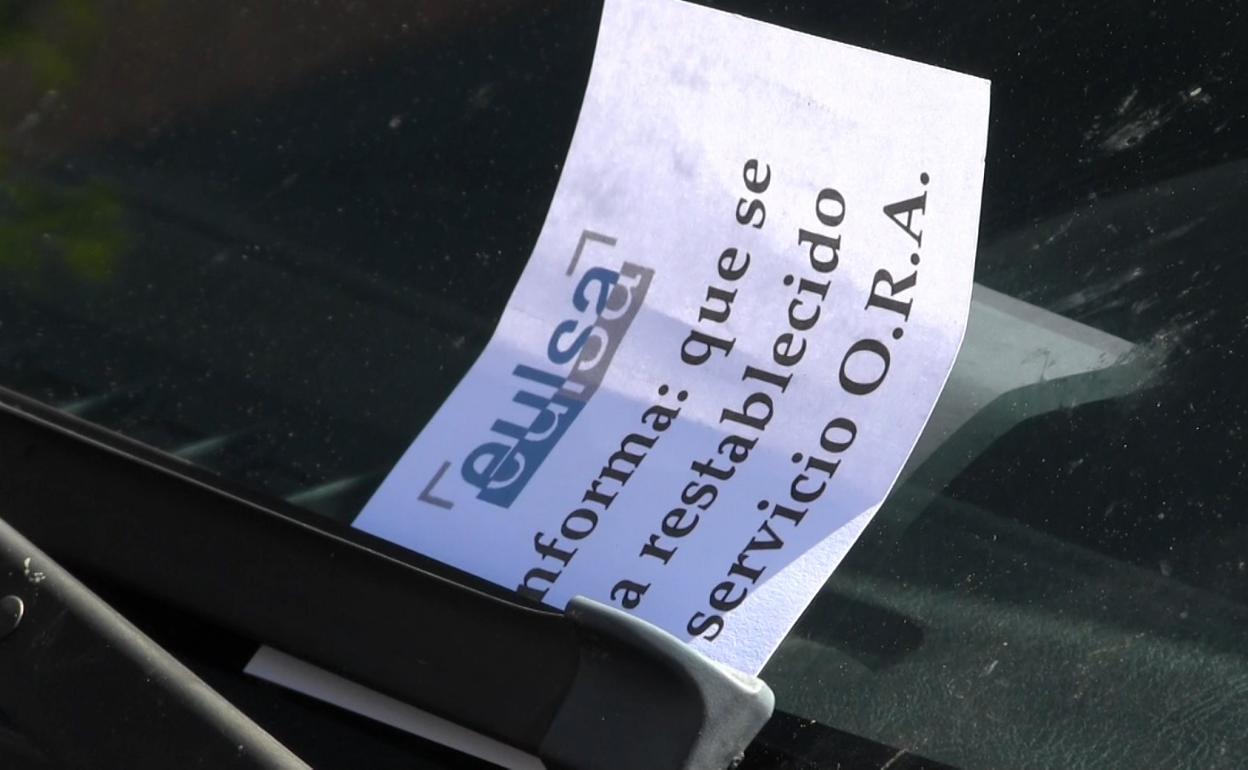 eulsa
nforma: que se
a restablecido
servicio O.R.A.